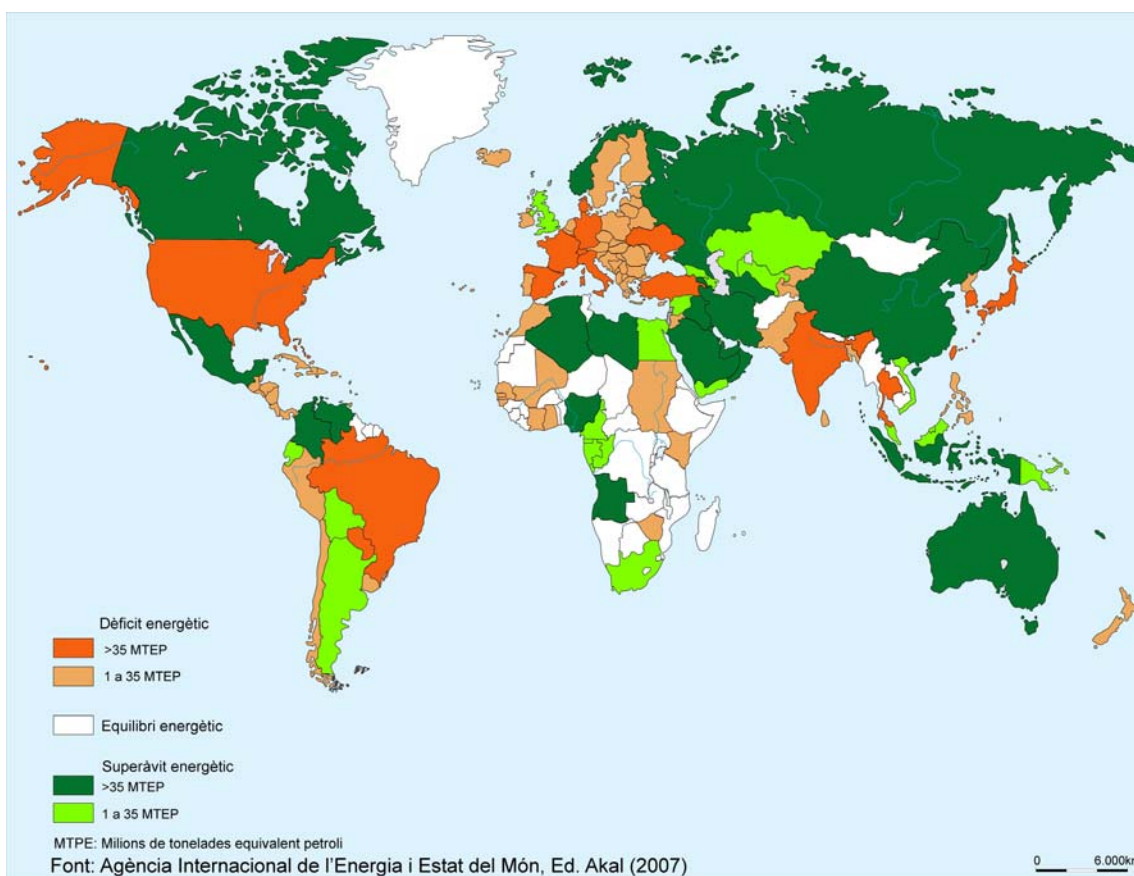 Dèficit energètic
>35 MTEP
1 a 35 MTEP
Equilibri energètic
Superàvit energètic
>35 MTEP
1 a 35 MTEP
MTPE: Milions de tonelades equivalent petroli
Font: Agència Internacional de l'Energia i Estat del Món, Ed. Akal (2007)
0 6.000km